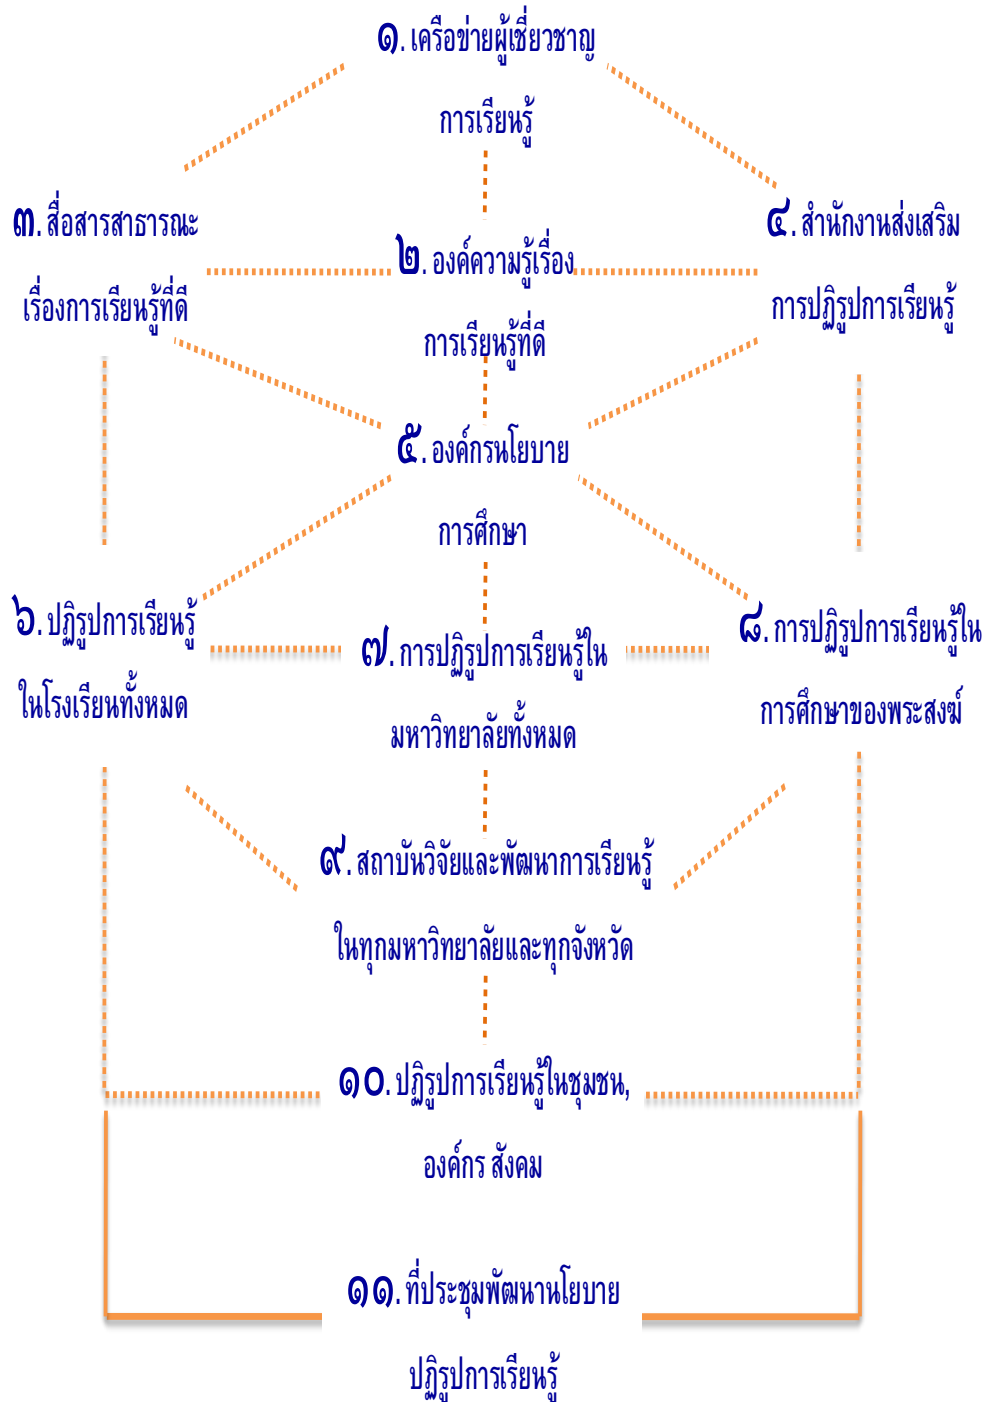 ๑. เครือข่ายผู้เชี่ยวชาญ
การเรียนรู้
๒. องค์ความรู้เรื่อง
การเรียนรู้ที่ดี
๓. สื่อสารสาธารณะ
เรื่องการเรียนรู้ที่ดี
๔. สำนักงานส่งเสริม
การปฏิรูปการเรียนรู้
๕. องค์กรนโยบาย
การศึกษา
๖. ปฏิรูปการเรียนรู้
ในโรงเรียนทั้งหมด
๗. การปฏิรูปการเรียนรู้ใน
มหาวิทยาลัยทั้งหมด
๘. การปฏิรูปการเรียนรู้ใน
การศึกษาของพระสงฆ์
๙. สถาบันวิจัยและพัฒนาการเรียนรู้
ในทุกมหาวิทยาลัยและทุกจังหวัด
๑๐. ปฏิรูปการเรียนรู้ในชุมชน,
องค์กร สังคม
๑๑. ที่ประชุมพัฒนานโยบาย
ปฏิรูปการเรียนรู้